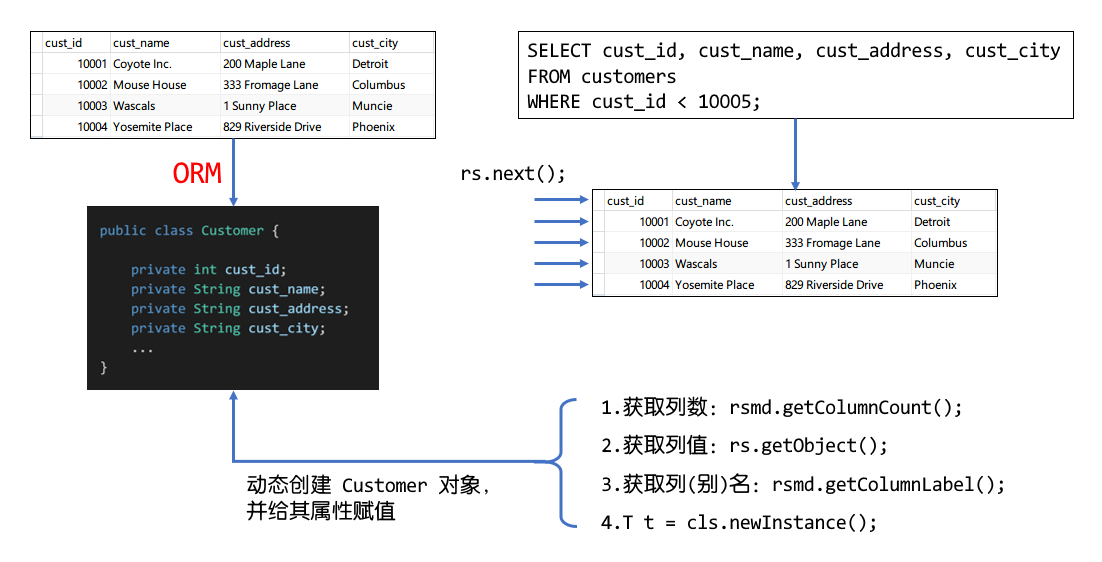 cust_id cust_name cust_address cust_city
10001 Coyote Inc. 200 Maple Lane Detroit
10002 Mouse House 333 Fromage Lane Columbus
10003 Wascals 1 Sunny Place Muncie
10004 Yosemite Place 829 Riverside Drive Phoenix
SELECT cust_id, cust_name, cust_address, cust_city
FROM customers
WHERE cust_id < 10005;
ORM
rs.next();
cust_id cust_name cust_address cust_city
10001 Coyote Inc. 200 Maple Lane Detroit
10002 Mouse House 333 Fromage Lane Columbus
10003 Wascals 1 Sunny Place Muncie
10004 Yosemite Place 829 Riverside Drive Phoenix
public class Customer {
private int cust_id;
private String cust_name;
private String cust_address;
private String cust_city;
...
}
1.获取列数: rsmd.getColumnCount();
2.获取列值: rs.getObject();
3.获取列(别)名: rsmd.getColumnLabel();
4.T t = cls.newInstance();
动态创建 Customer 对象,
并给其属性赋值